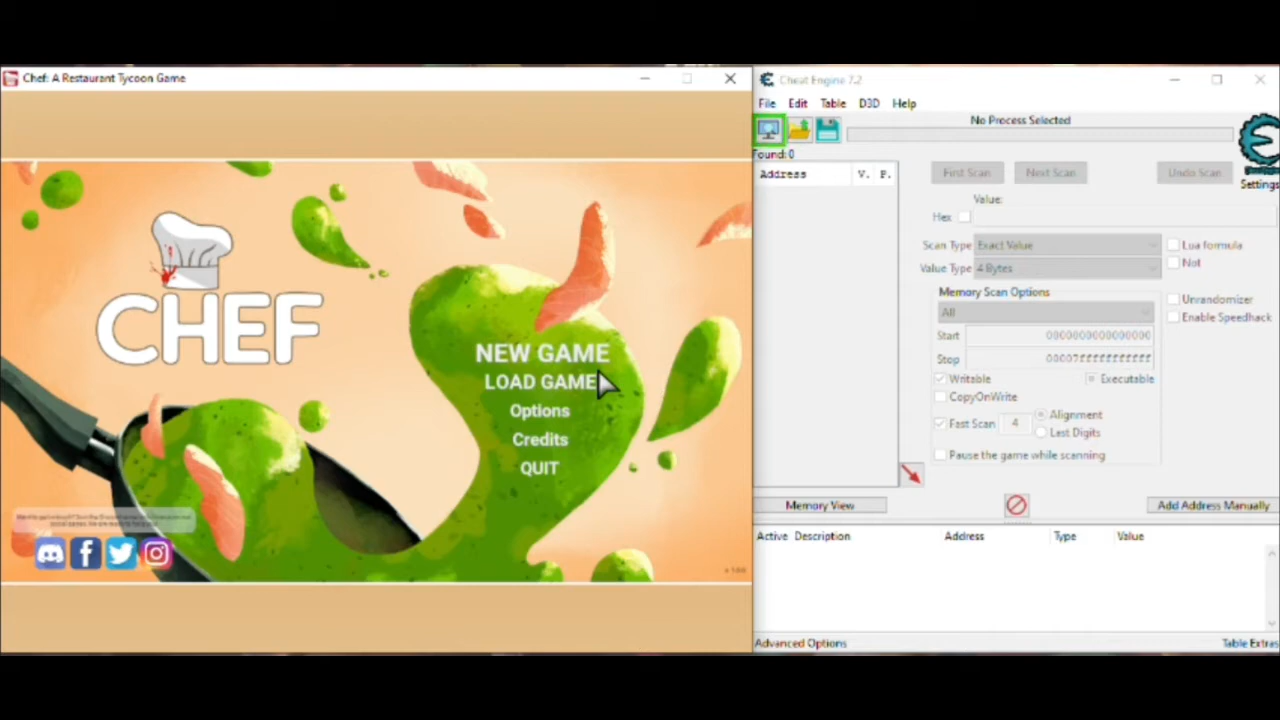 Chef: A Restaurant Tycoon Game
CHEF
NEW GAME
LOAD GAME
Options
Credits
QUIT
Cheat Engine 7.2
File Edit Table D3D Help
No Process Selected
Found: 0
Address V. P.
First Scan Next Scan Undo Scan
Settings
Value:
Hex
Scan Type Exact Value
Lua formula
Not
Value Type 4 Bytes
Memory Scan Options
All
Unrandomizer
Enable Speedhack
Start 0000000000000000
Stop 00007fffffffffff
Writable Executable
CopyOnWrite
Fast Scan 4 Alignment
Last Digits
Pause the game while scanning
Memory View Add Address Manually
Active Description Address Type Value
Advanced Options Table Extras